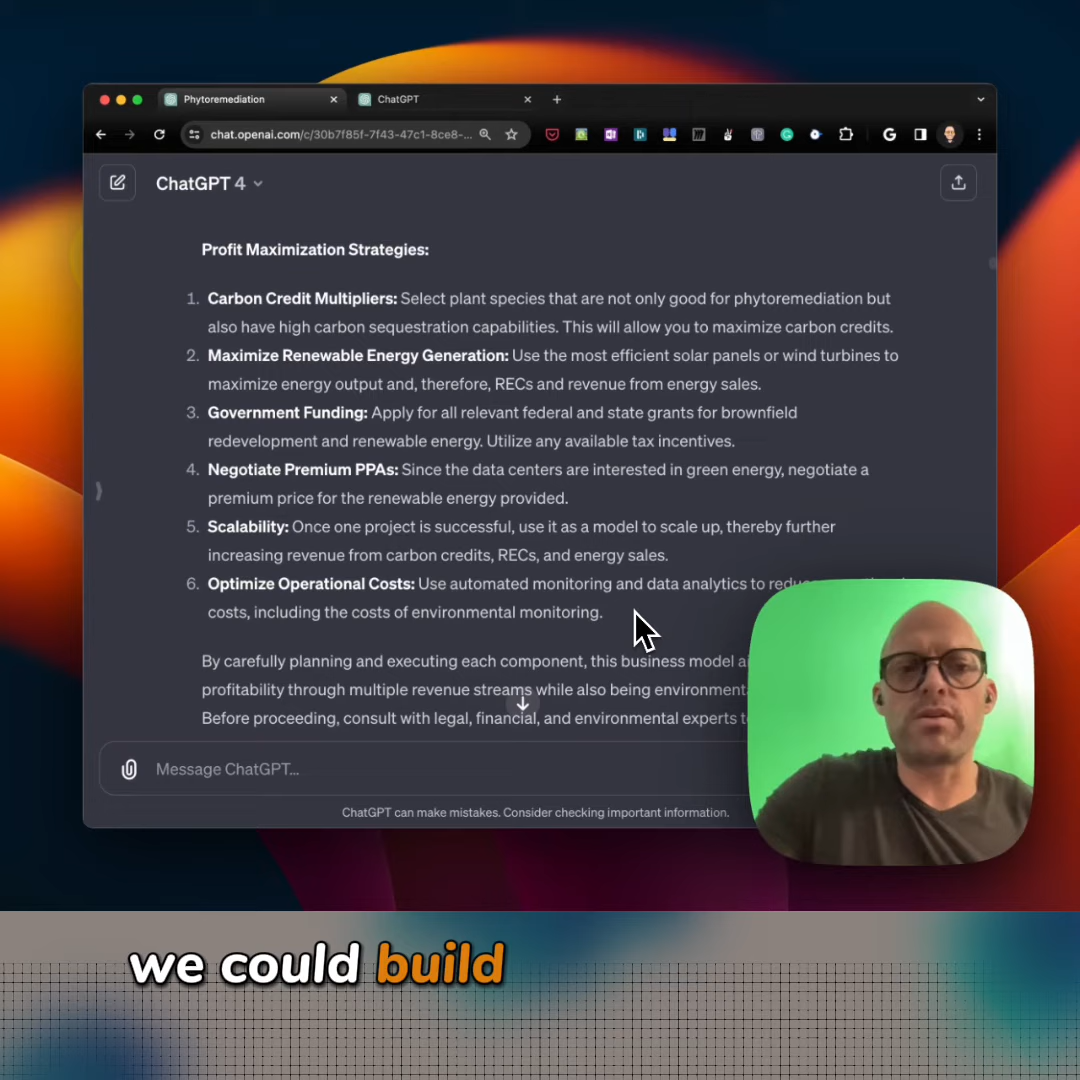 Phytoremediation
ChatGPT
chat.openai.com/c/30b7f85f-7f43-47c1-8ce8-...
ChatGPT 4
Profit Maximization Strategies:
1. Carbon Credit Multipliers: Select plant species that are not only good for phytoremediation but
also have high carbon sequestration capabilities. This will allow you to maximize carbon credits.
2. Maximize Renewable Energy Generation: Use the most efficient solar panels or wind turbines to
maximize energy output and, therefore, RECs and revenue from energy sales.
3. Government Funding: Apply for all relevant federal and state grants for brownfield
redevelopment and renewable energy. Utilize any available tax incentives.
4. Negotiate Premium PPAs: Since the data centers are interested in green energy, negotiate a
premium price for the renewable energy provided.
5. Scalability: Once one project is successful, use it as a model to scale up, thereby further
increasing revenue from carbon credits, RECs, and energy sales.
6. Optimize Operational Costs: Use automated monitoring and data analytics to
costs, including the costs of environmental monitoring.
By carefully planning and executing each component, this business model
profitability through multiple revenue streams while also being
Before proceeding, consult with legal, financial, and environmental experts
Message ChatGPT...
ChatGPT can make mistakes. Consider checking important information.
we could build